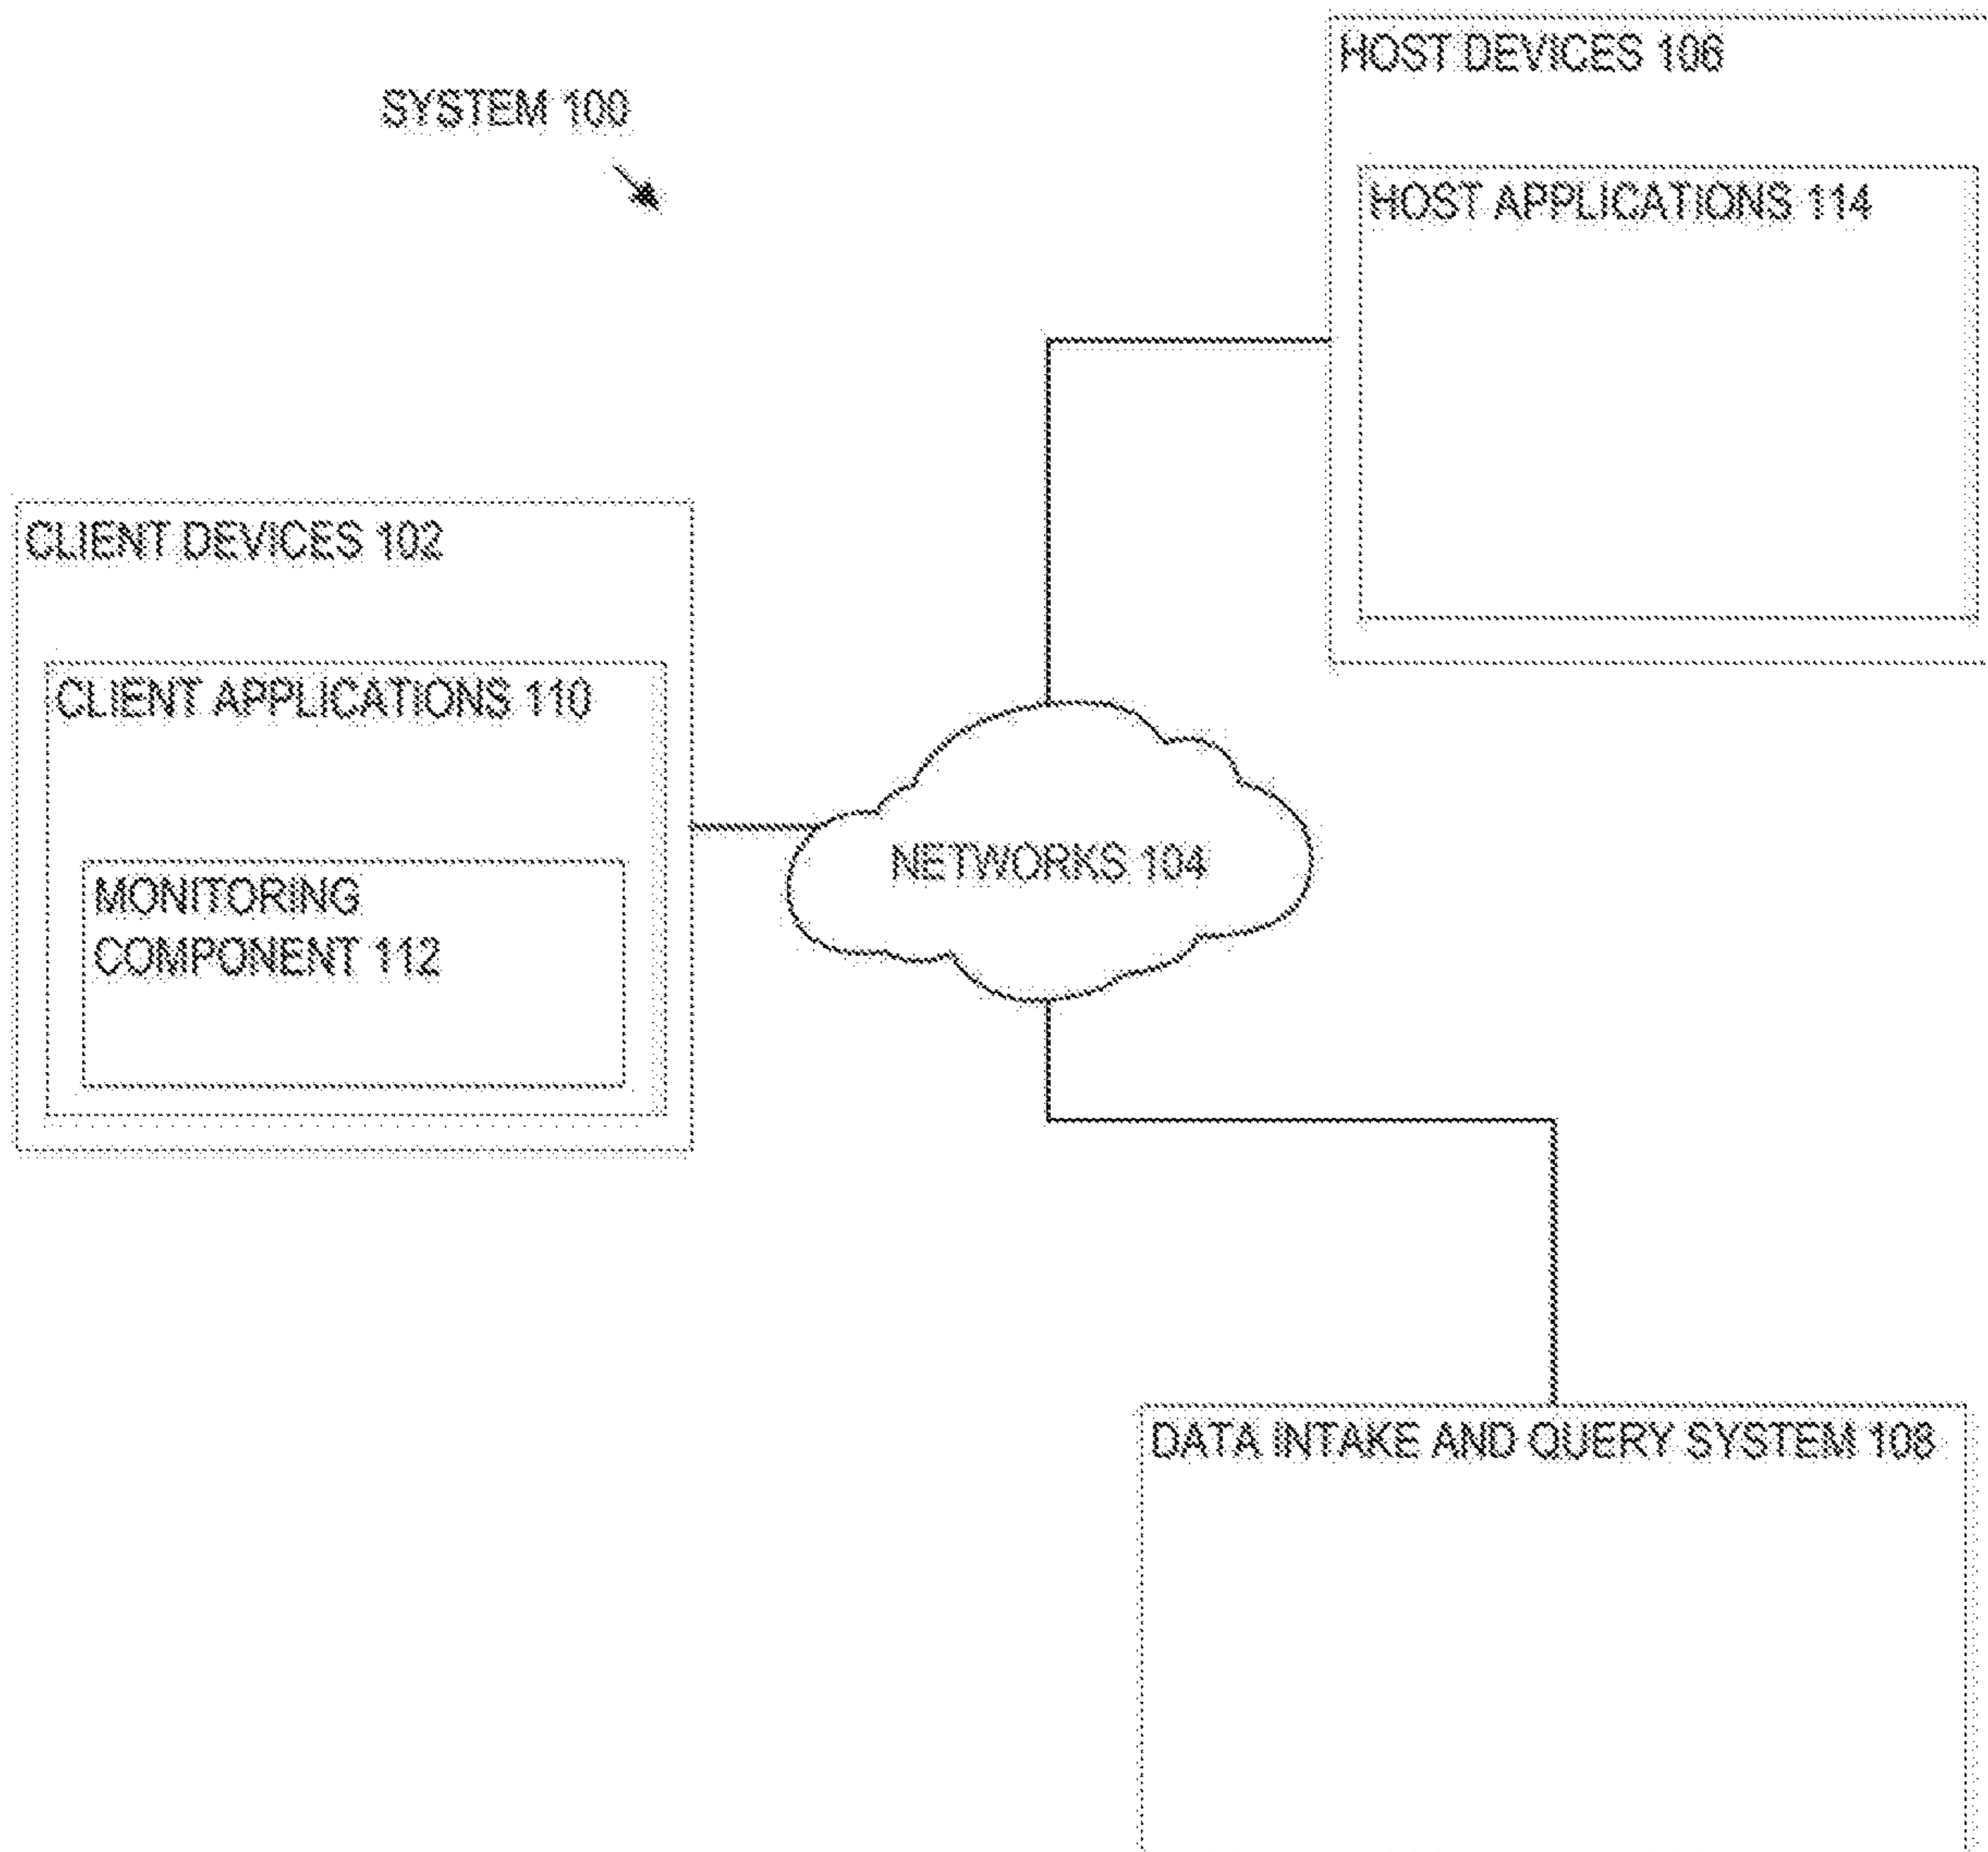 SYSTEM 100
HOST DEVICES 106
HOST APPLICATIONS 114
CLIENT DEVICES 102
CLIENT APPLICATIONS 110
MONITORING
COMPONENT 112
NETWORKS 104
DATA INTAKE AND QUERY SYSTEM 108